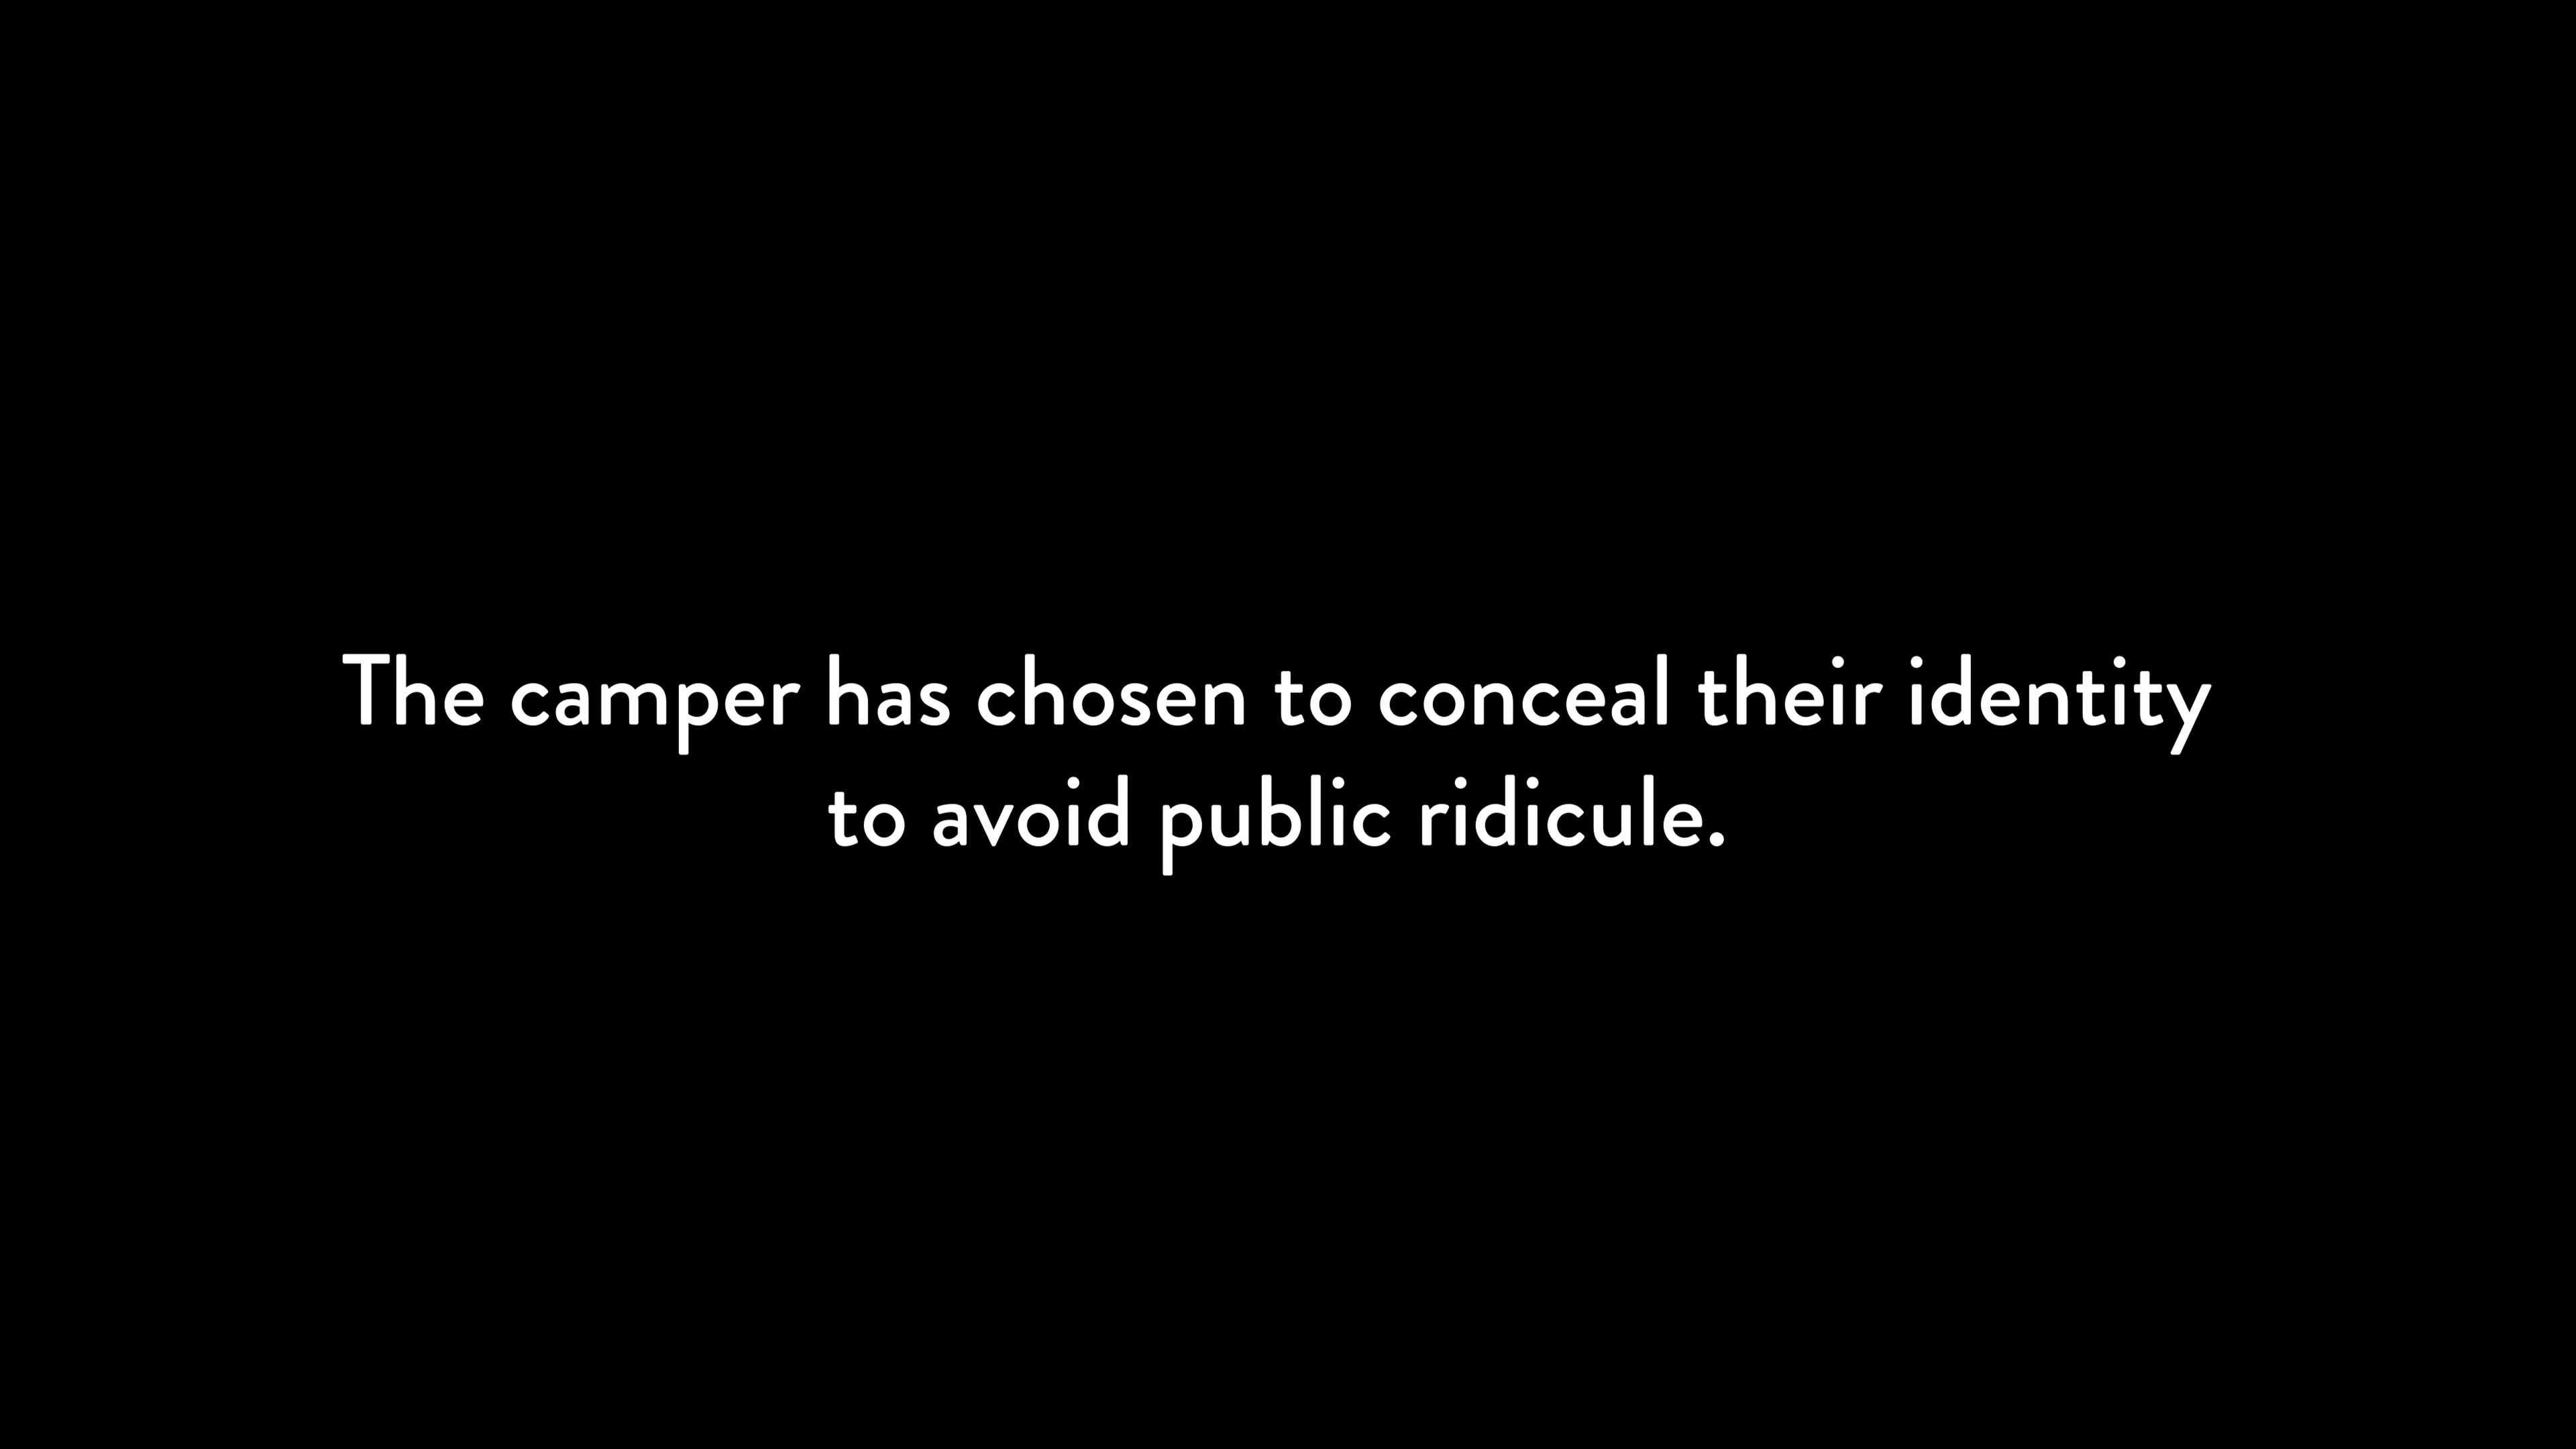 The camper has chosen to conceal their identity
to avoid public ridicule.